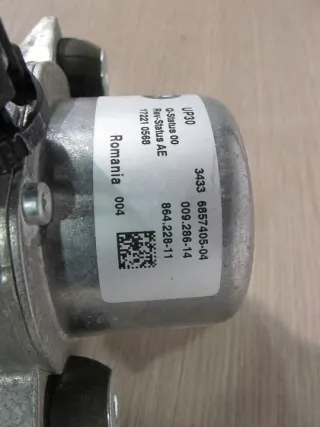 UP30
Q-Status 00
Rev-Status AE
17221 0568
3433 6857405-04
009.286-14
864.228-11
Romania 004